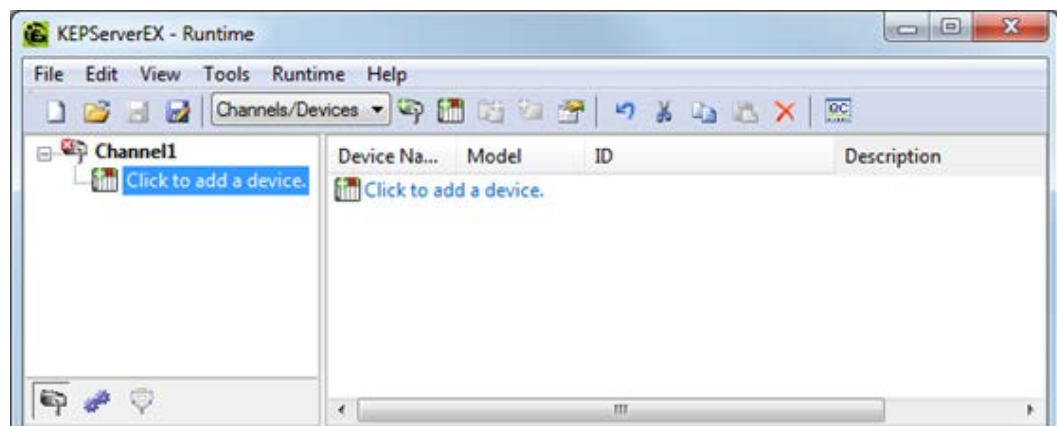 KEPServerEX - Runtime
File Edit View Tools Runtime Help
Channels/Devices
QC
Channel1
Click to add a device.
Device Na... Model ID Description
Click to add a device.